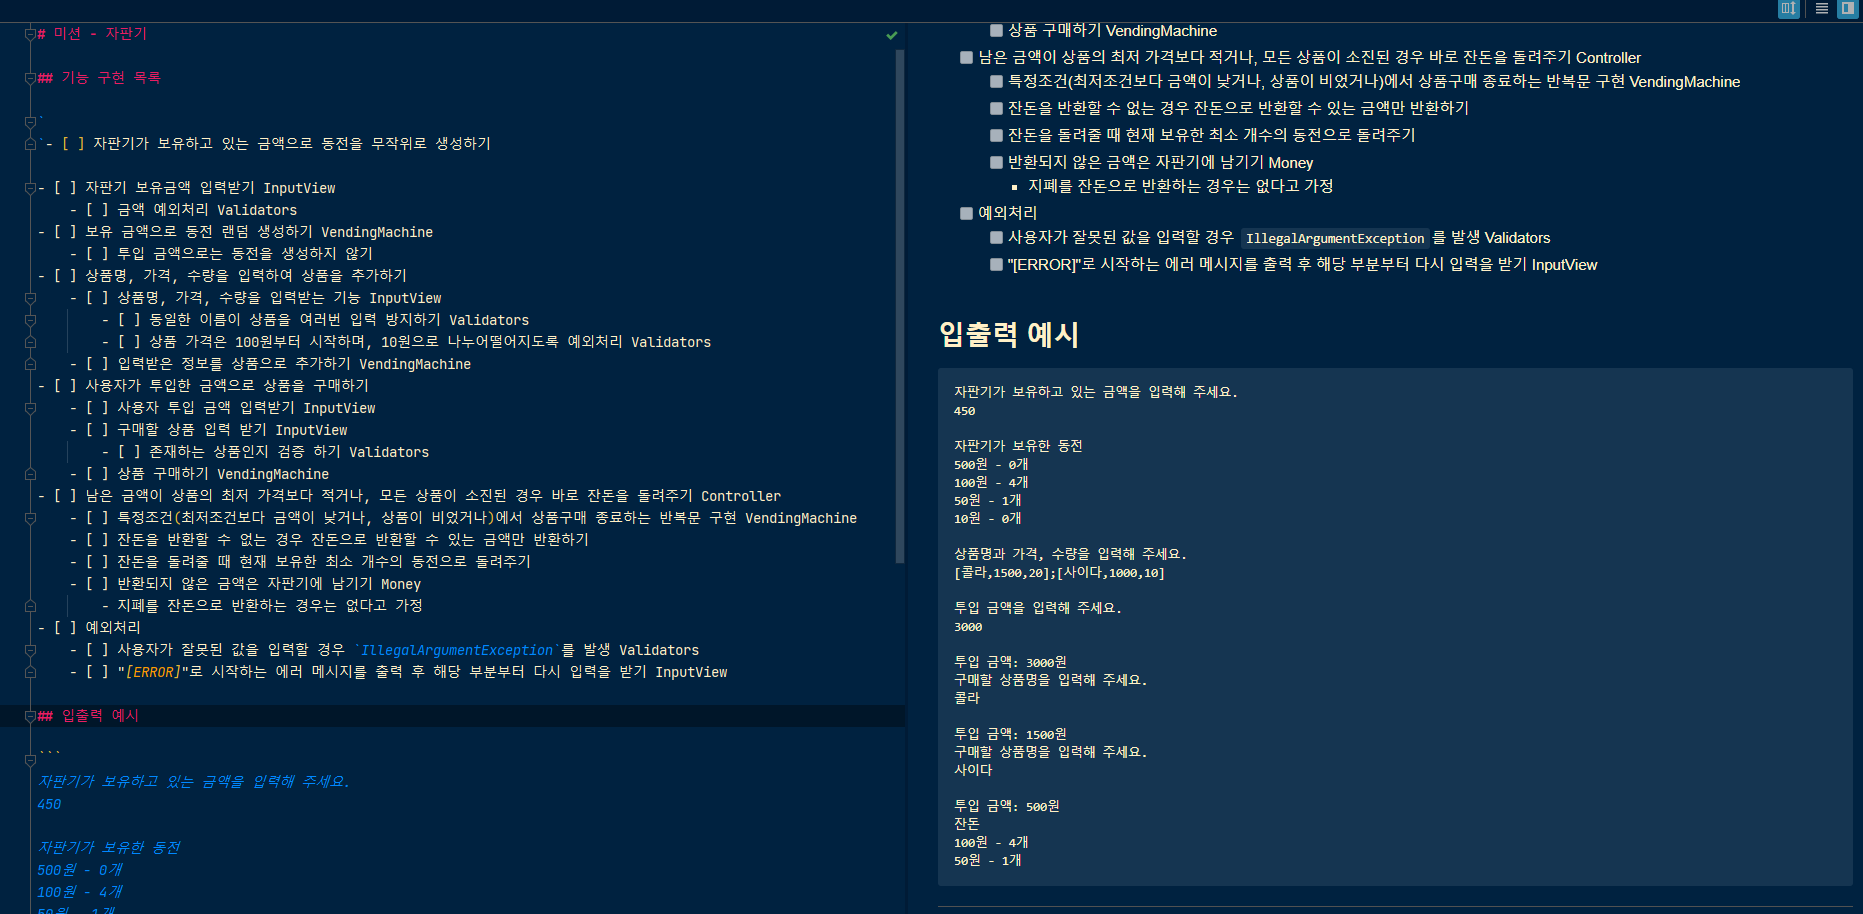 # 미션 - 자판기
## 기능 구현 목록
`
`- [ ] 자판기가 보유하고 있는 금액으로 동전을 무작위로 생성하기
- [ ] 자판기 보유금액 입력받기 InputView
- [ ] 금액 예외처리 Validators
- [ ] 보유 금액으로 동전 랜덤 생성하기 VendingMachine
- [ ] 투입 금액으로는 동전을 생성하지 않기
- [ ] 상품명, 가격, 수량을 입력하여 상품을 추가하기
- [ ] 상품명, 가격, 수량을 입력받는 기능 InputView
- [ ] 동일한 이름이 상품을 여러번 입력 방지하기 Validators
- [ ] 상품 가격은 100원부터 시작하며, 10원으로 나누어떨어지도록 예외처리 Validators
- [ ] 입력받은 정보를 상품으로 추가하기 VendingMachine
- [ ] 사용자가 투입한 금액으로 상품을 구매하기
- [ ] 사용자 투입 금액 입력받기 InputView
- [ ] 구매할 상품 입력 받기 InputView
- [ ] 존재하는 상품인지 검증 하기 Validators
- [ ] 상품 구매하기 VendingMachine
- [ ] 남은 금액이 상품의 최저 가격보다 적거나, 모든 상품이 소진된 경우 바로 잔돈을 돌려주기 Controller
- [ ] 특정조건(최저조건보다 금액이 낮거나, 상품이 비었거나)에서 상품구매 종료하는 반복문 구현 VendingMachine
- [ ] 잔돈을 반환할 수 없는 경우 잔돈으로 반환할 수 있는 금액만 반환하기
- [ ] 잔돈을 돌려줄 때 현재 보유한 최소 개수의 동전으로 돌려주기
- [ ] 반환되지 않은 금액은 자판기에 남기기 Money
- 지폐를 잔돈으로 반환하는 경우는 없다고 가정
- [ ] 예외처리
- [ ] 사용자가 잘못된 값을 입력할 경우 `IllegalArgumentException`를 발생 Validators
- [ ] "[ERROR]"로 시작하는 에러 메시지를 출력 후 해당 부분부터 다시 입력을 받기 InputView
## 입출력 예시
```
자판기가 보유하고 있는 금액을 입력해 주세요.
450
자판기가 보유한 동전
500원 - 0개
100원 - 4개
50원 - 1개
상품 구매하기 VendingMachine
남은 금액이 상품의 최저 가격보다 적거나, 모든 상품이 소진된 경우 바로 잔돈을 돌려주기 Controller
특정조건(최저조건보다 금액이 낮거나, 상품이 비었거나)에서 상품구매 종료하는 반복문 구현 VendingMachine
잔돈을 반환할 수 없는 경우 잔돈으로 반환할 수 있는 금액만 반환하기
잔돈을 돌려줄 때 현재 보유한 최소 개수의 동전으로 돌려주기
반환되지 않은 금액은 자판기에 남기기 Money
지폐를 잔돈으로 반환하는 경우는 없다고 가정
예외처리
사용자가 잘못된 값을 입력할 경우 IllegalArgumentException 를 발생 Validators
"[ERROR]"로 시작하는 에러 메시지를 출력 후 해당 부분부터 다시 입력을 받기 InputView
입출력 예시
자판기가 보유하고 있는 금액을 입력해 주세요.
450
자판기가 보유한 동전
500원 - 0개
100원 - 4개
50원 - 1개
10원 - 0개
상품명과 가격, 수량을 입력해 주세요.
[콜라,1500,20];[사이다,1000,10]
투입 금액을 입력해 주세요.
3000
투입 금액: 3000원
구매할 상품명을 입력해 주세요.
콜라
투입 금액: 1500원
구매할 상품명을 입력해 주세요.
사이다
투입 금액: 500원
잔돈
100원 - 4개
50원 - 1개